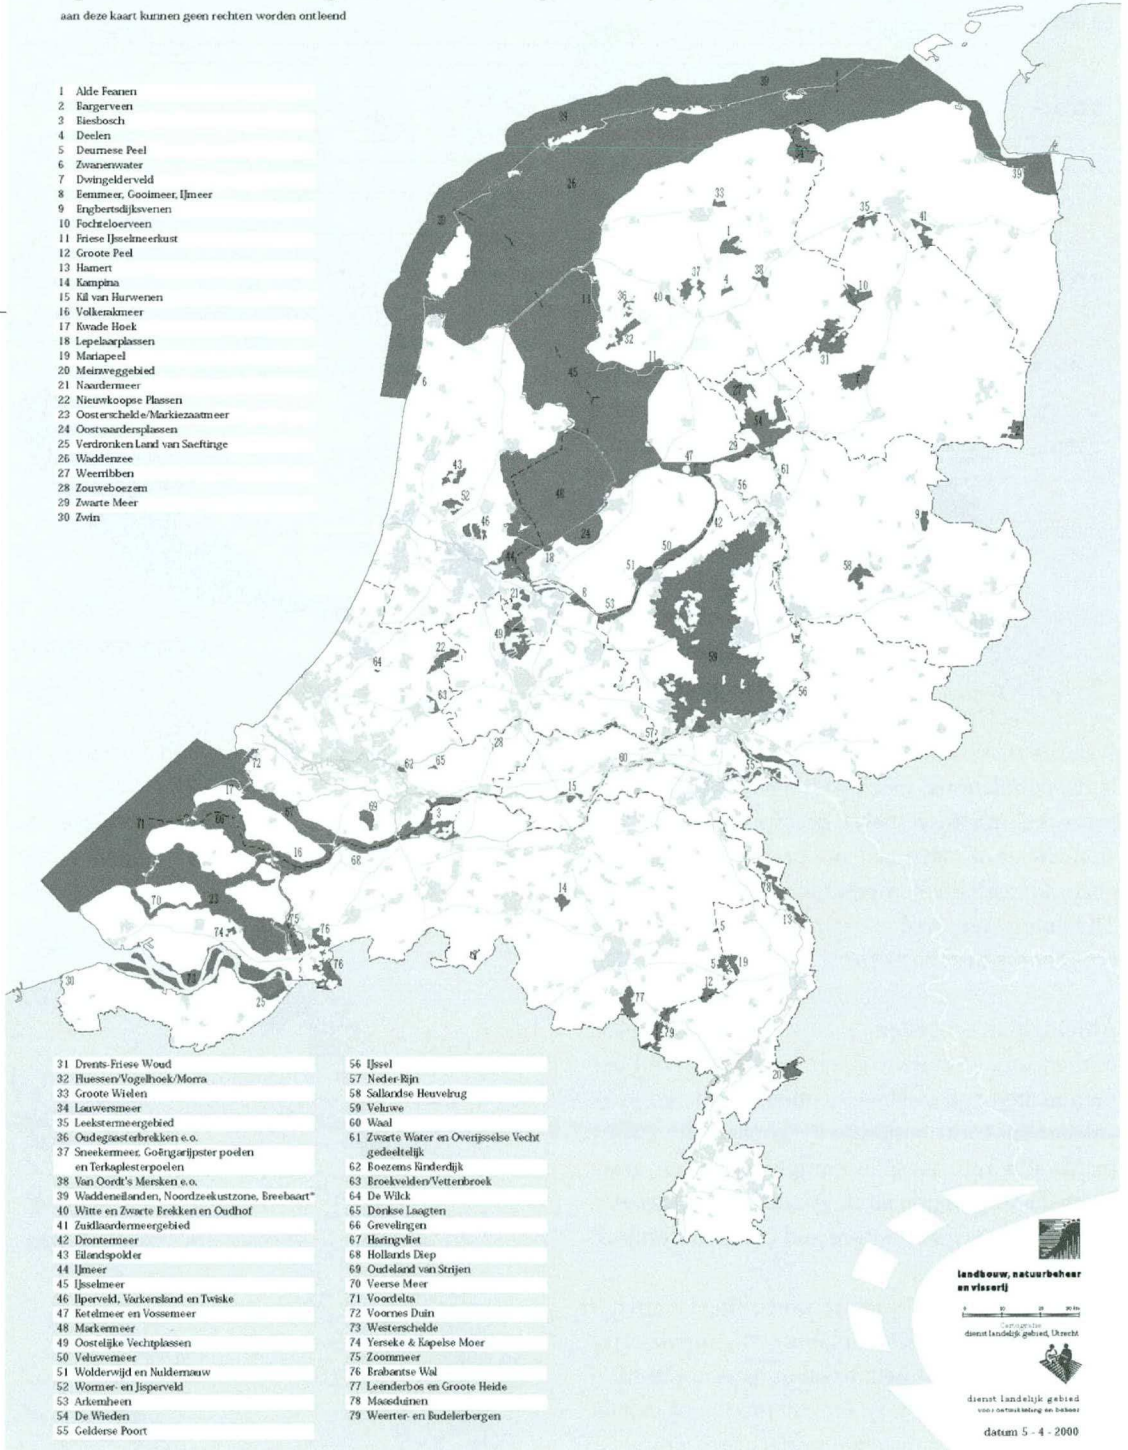 aan deze kaart kunnen geen rechten worden ontleend
1 Alde Feanen
2 Bargerveen
3 Biesbosch
4 Deelen
5 Deurnese Peel
6 Zwanenwater
7 Dwingelderveld
8 Eemmeer, Gooimeer, IJmeer
9 Engbertsdijksvenen
10 Fochteloerveen
11 Friese IJsselmeerkust
12 Groote Peel
13 Hamert
14 Kampina
15 Kil van Hurwenen
16 Volkerakmeer
17 Kwade Hoek
18 Lepelaarplassen
19 Mariapeel
20 Meinweggebied
21 Naardermeer
22 Nieuwkoopse Plassen
23 Oosterschelde/Markiezaatmeer
24 Oostvaardersplassen
25 Verdronken Land van Saeftinge
26 Waddenzee
27 Weerribben
28 Zouweboezem
29 Zwarte Meer
30 Zwin
31 Drents-Friese Woud
32 Fluessen/Vogelhoek/Morra
33 Groote Wielen
34 Lauwersmeer
35 Leekstermeergebied
36 Oudegaasterbrekken e.o.
37 Sneekermeer, Goëngarijpster poelen
en Terkaplesterpoelen
38 Van Oordt's Mersken e.o.
39 Waddeneilanden, Noordzeekustzone, Breebaart*
40 Witte en Zwarte Brekken en Oudhof
41 Zuidlaardermeergebied
42 Drontermeer
43 Eilandspolder
44 IJmeer
45 IJsselmeer
46 Ilperveld, Varkensland en Twiske
47 Ketelmeer en Vossemeer
48 Markermeer
49 Oostelijke Vechtplassen
50 Veluwemeer
51 Wolderwijd en Nuldernauw
52 Wormer- en Jisperveld
53 Arkemheen
54 De Wieden
55 Gelderse Poort
56 IJssel
57 Neder-Rijn
58 Sallandse Heuvelrug
59 Veluwe
60 Waal
61 Zwarte Water en Overijsselse Vecht
gedeeltelijk
62 Boezems Kinderdijk
63 Broekvelden/Vettenbroek
64 De Wilck
65 Donkse Laagten
66 Grevelingen
67 Haringvliet
68 Hollands Diep
69 Oudeland van Strijen
70 Veerse Meer
71 Voordelta
72 Voornes Duin
73 Westerschelde
74 Yerseke & Kapelse Moer
75 Zoommeer
76 Brabantse Wal
77 Leenderbos en Groote Heide
78 Maasduinen
79 Weerter- en Budelerbergen
landbouw, natuurbeheer
en visserij
Cartografie
dienst landelijk gebied, Utrecht
dienst landelijk gebied
voor ontwikkeling en beheer
datum 5 - 4 - 2000